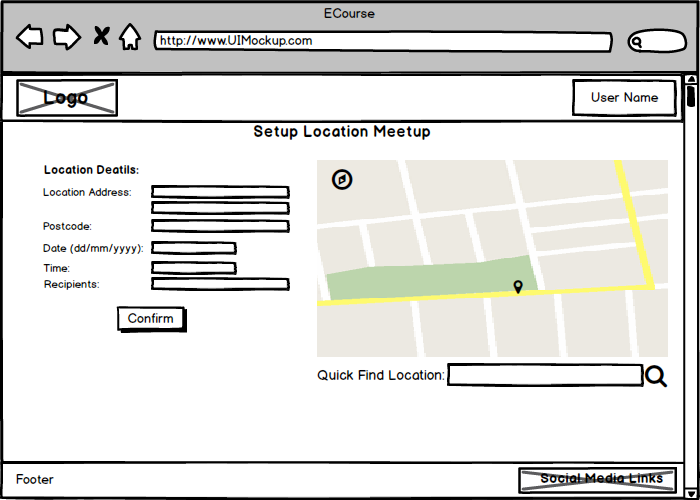 ECourse
http://www.UIMockup.com
Logo
User Name
Setup Location Meetup
Location Deatils:
Location Address:
Postcode:
Date (dd/mm/yyyy):
Time:
Recipients:
Confirm
Quick Find Location:
Footer
Social Media Links